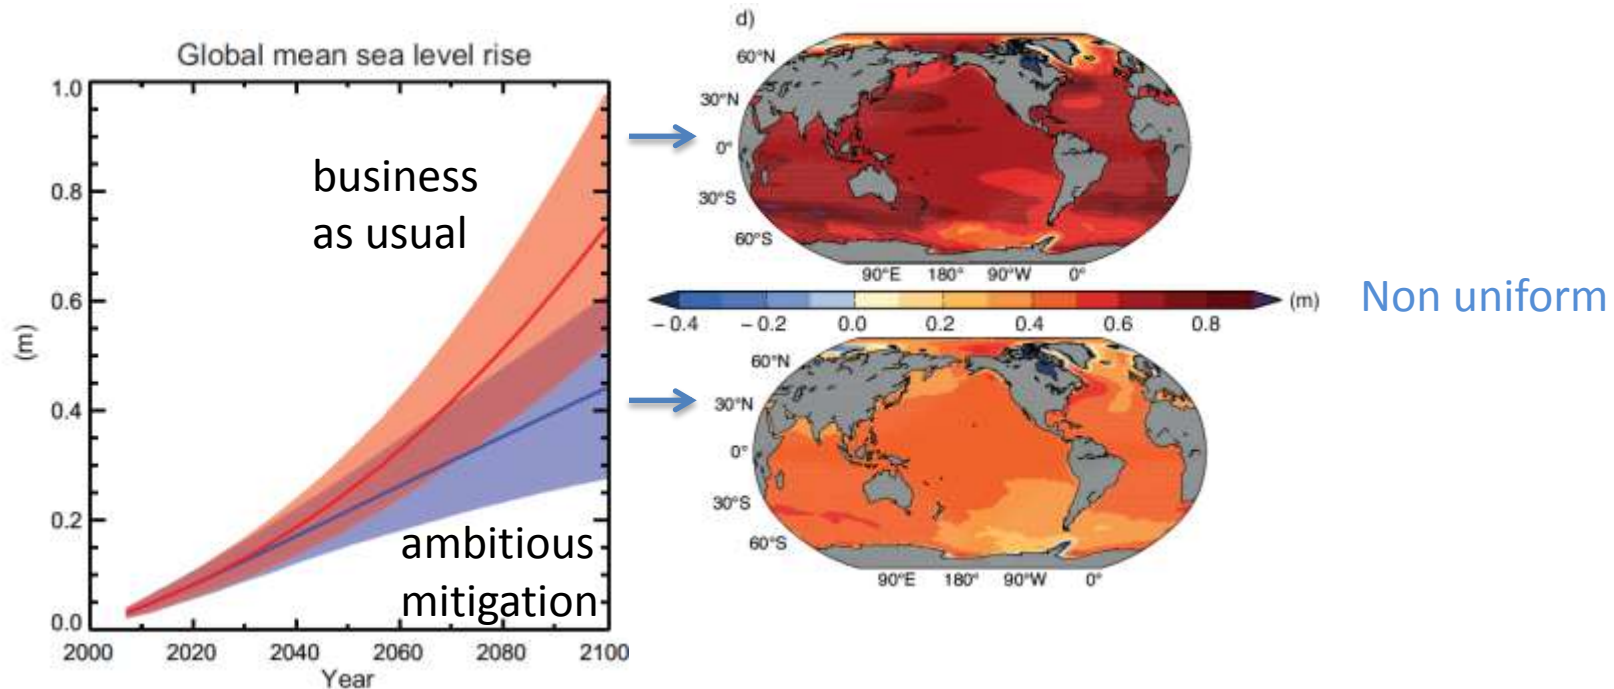 Global mean sea level rise
1.0
0.8
0.6
0.4
0.2
0.0
(m)
2000 2020 2040 2060 2080 2100
Year
business
as usual
ambitious
mitigation
d)
60°N
30°N
0°
30°S
60°S
90°E 180° 90°W 0°
(m)
− 0.4 − 0.2 0.0 0.2 0.4 0.6 0.8
60°N
30°N
0°
30°S
60°S
90°E 180° 90°W 0°
Non uniform